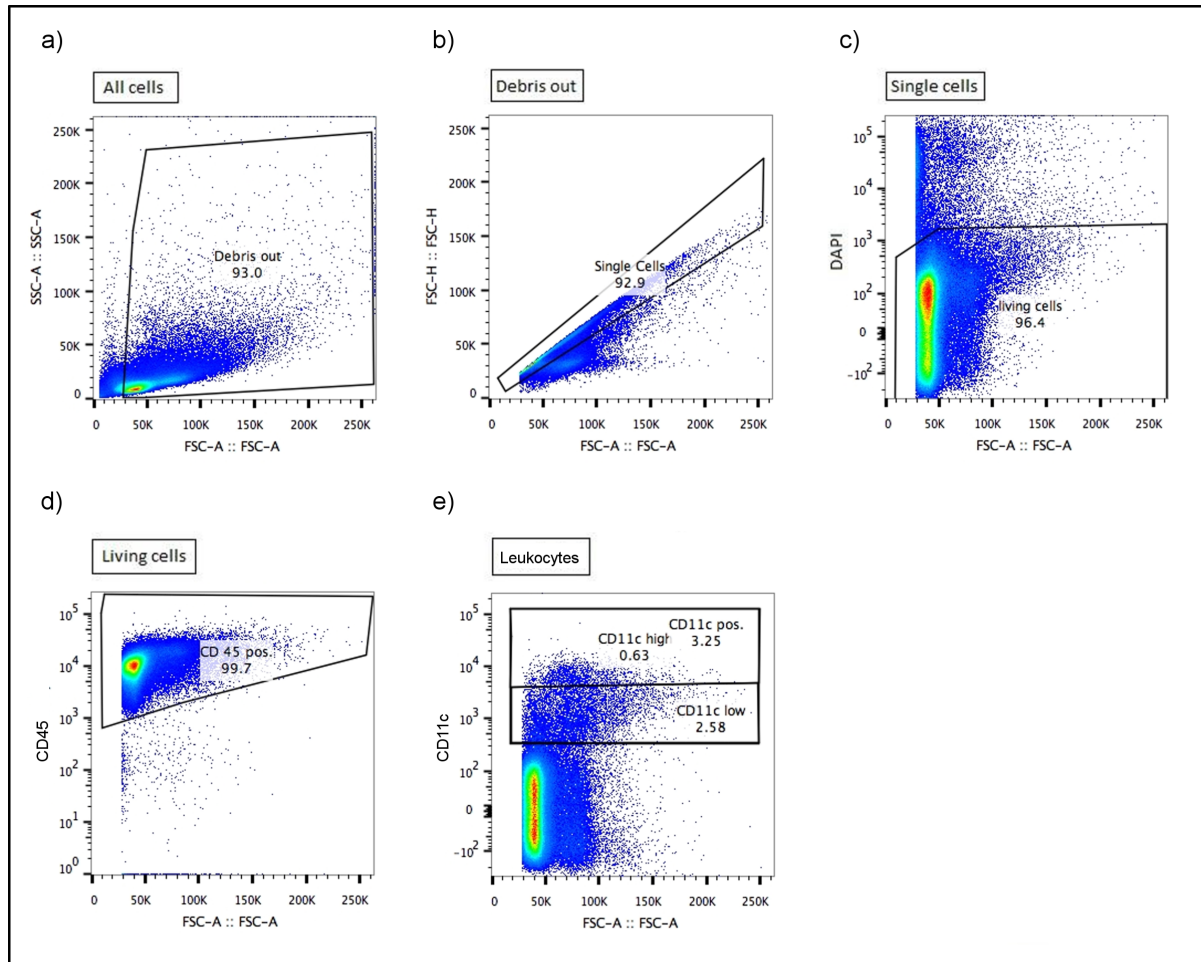 a)
All cells
250K
200K
150K
100K
50K
0
SSC-A :: SSC-A
Debris out
93.0
0 50K 100K 150K 200K 250K
FSC-A :: FSC-A
b)
Debris out
250K
200K
150K
100K
50K
0
FSC-H :: FSC-H
Single Cells
92.9
0 50K 100K 150K 200K 250K
FSC-A :: FSC-A
c)
Single cells
10^5
10^4
10^3
10^2
0
-10^2
DAPI
living cells
96.4
0 50K 100K 150K 200K 250K
FSC-A :: FSC-A
d)
Living cells
10^5
10^4
10^3
10^2
10^1
10^0
CD45
CD 45 pos.
99.7
0 50K 100K 150K 200K 250K
FSC-A :: FSC-A
e)
Leukocytes
10^5
10^4
10^3
10^2
0
-10^2
CD11c
CD11c pos.
3.25
CD11c high
0.63
CD11c low
2.58
0 50K 100K 150K 200K 250K
FSC-A :: FSC-A